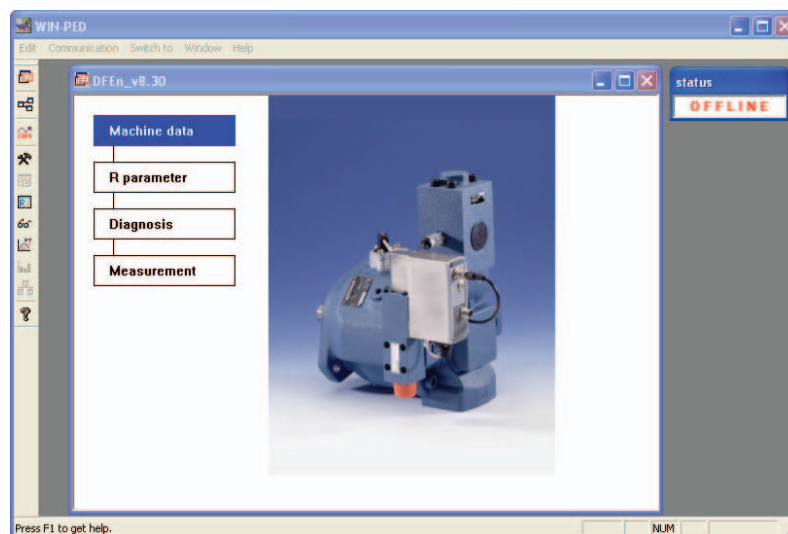 WIN-PED
Edit Communication Switch to Window Help
DFEn_v8.30
status
OFFLINE
Machine data
R parameter
Diagnosis
Measurement
Press F1 to get help.
NUM